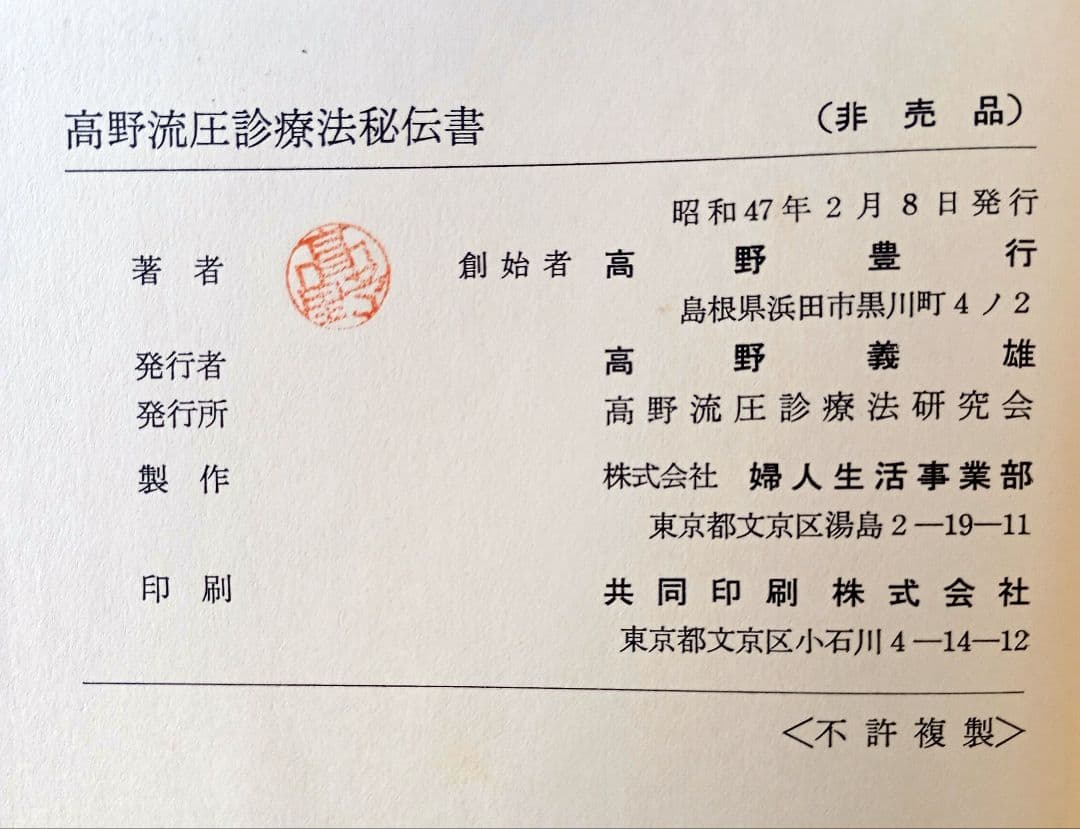 高野流圧診療法秘伝書 （非売品）
昭和47年2月8日発行
著者 創始者 高野豊行
島根県浜田市黒川町4ノ2
発行者 高野義雄
発行所 高野流圧診療法研究会
製作 株式会社 婦人生活事業部
東京都文京区湯島2―19―11
印刷 共同印刷株式会社
東京都文京区小石川4―14―12
＜不許複製＞